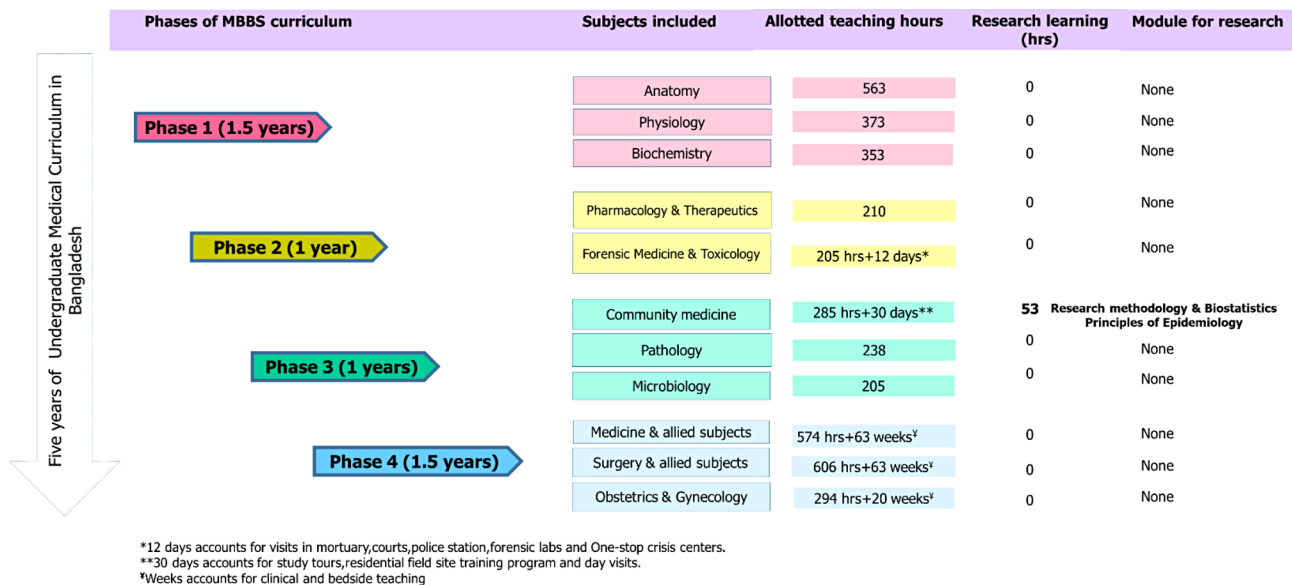 Phases of MBBS curriculum Subjects included Allotted teaching hours Research learning Module for research
(hrs)
Five years of Undergraduate Medical Curriculum in
Bangladesh
Phase 1 (1.5 years)
Anatomy 563 0 None
Physiology 373 0 None
Biochemistry 353 0 None
Phase 2 (1 year)
Pharmacology & Therapeutics 210 0 None
Forensic Medicine & Toxicology 205 hrs+12 days* 0 None
Phase 3 (1 years)
Community medicine 285 hrs+30 days** 53 Research methodology & Biostatistics
Principles of Epidemiology
Pathology 238 0 None
Microbiology 205 0 None
Phase 4 (1.5 years)
Medicine & allied subjects 574 hrs+63 weeks¥ 0 None
Surgery & allied subjects 606 hrs+63 weeks¥ 0 None
Obstetrics & Gynecology 294 hrs+20 weeks¥ 0 None
*12 days accounts for visits in mortuary,courts,police station,forensic labs and One-stop crisis centers.
**30 days accounts for study tours,residential field site training program and day visits.
¥Weeks accounts for clinical and bedside teaching